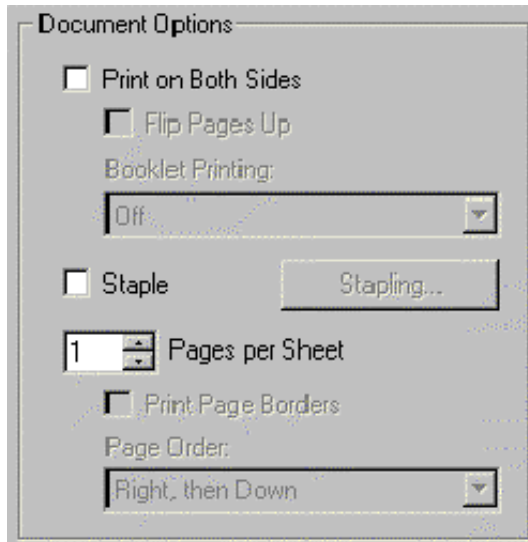 Document Options
Print on Both Sides
Flip Pages Up
Booklet Printing:
Off
Staple Stapling...
1 Pages per Sheet
Print Page Borders
Page Order:
Right, then Down